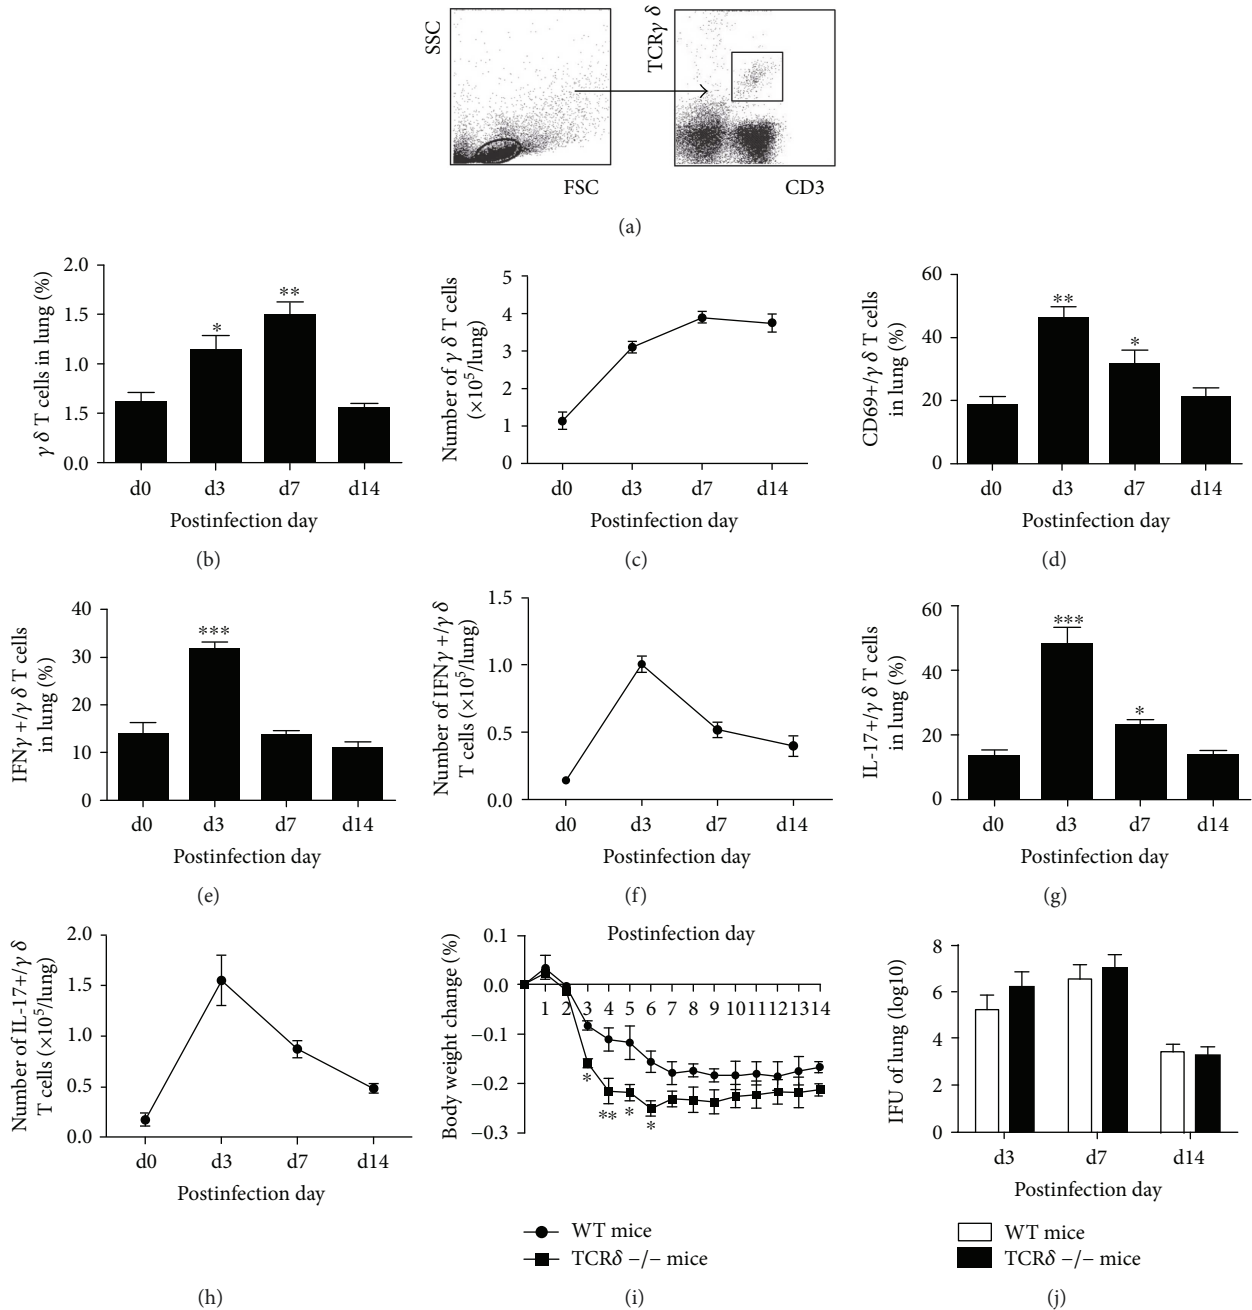 SSC
TCRγ δ
FSC
CD3
(a)
γ δ T cells in lung (%)
2.0
1.5
1.0
1.5
0.0
**
*
d0 d3 d7 d14
Postinfection day
(b)
Number of γ δ T cells
(×10⁵/lung)
5
4
3
2
1
0
d0 d3 d7 d14
Postinfection day
(c)
CD69+/γ δ T cells
in lung (%)
60
40
20
0
**
*
d0 d3 d7 d14
Postinfection day
(d)
IFNγ +/γ δ T cells
in lung (%)
40
30
20
10
0
***
d0 d3 d7 d14
Postinfection day
(e)
Number of IFNγ +/γ δ
T cells (×10⁵/lung)
1.5
1.0
0.5
0.0
d0 d3 d7 d14
Postinfection day
(f)
IL-17+/γ δ T cells
in lung (%)
60
40
20
0
***
*
d0 d3 d7 d14
Postinfection day
(g)
Number of IL-17+/γ δ
T cells (×10⁵/lung)
2.0
1.5
1.0
0.5
0.0
d0 d3 d7 d14
Postinfection day
(h)
Postinfection day
Body weight change (%)
0.1
0.0
−0.1
−0.2
−0.3
1 2 3 4 5 6 7 8 9 10 11 12 13 14
* ** * *
WT mice
TCRδ −/− mice
(i)
IFU of lung (log10)
8
6
4
2
0
d3 d7 d14
Postinfection day
WT mice
TCRδ −/− mice
(j)